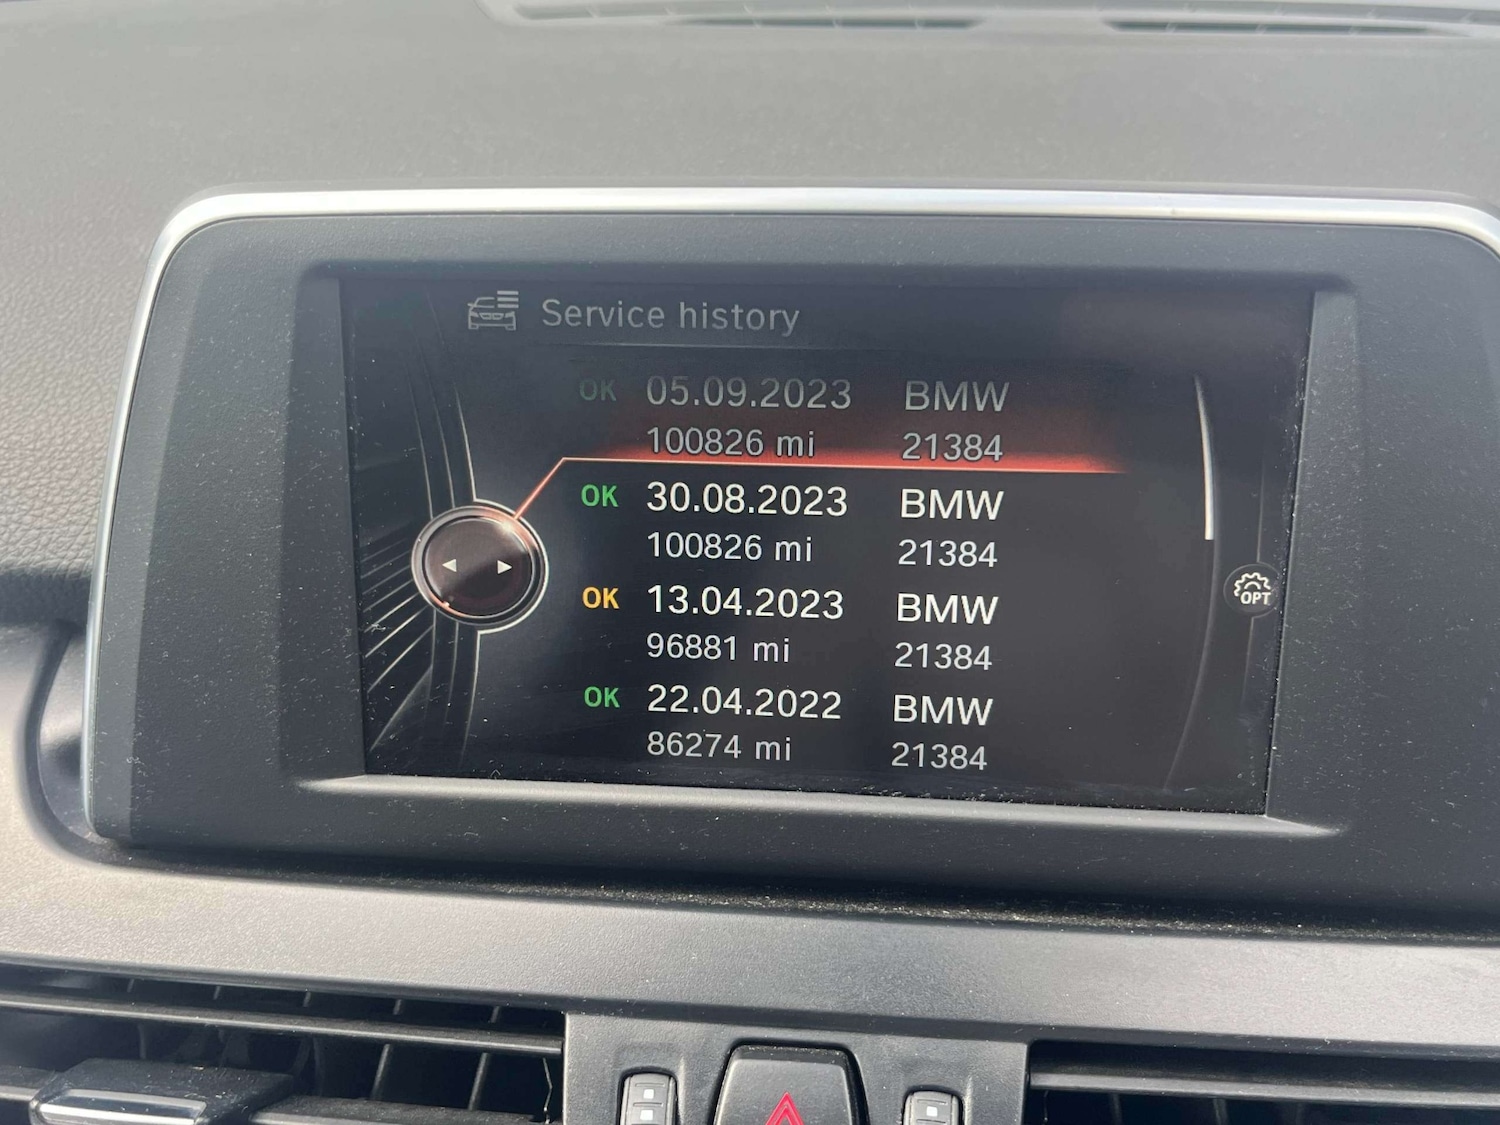 Service history
OK 05.09.2023 BMW
100826 mi 21384
OK 30.08.2023 BMW
100826 mi 21384
OK 13.04.2023 BMW
96881 mi 21384
OPT
OK 22.04.2022 BMW
86274 mi 21384